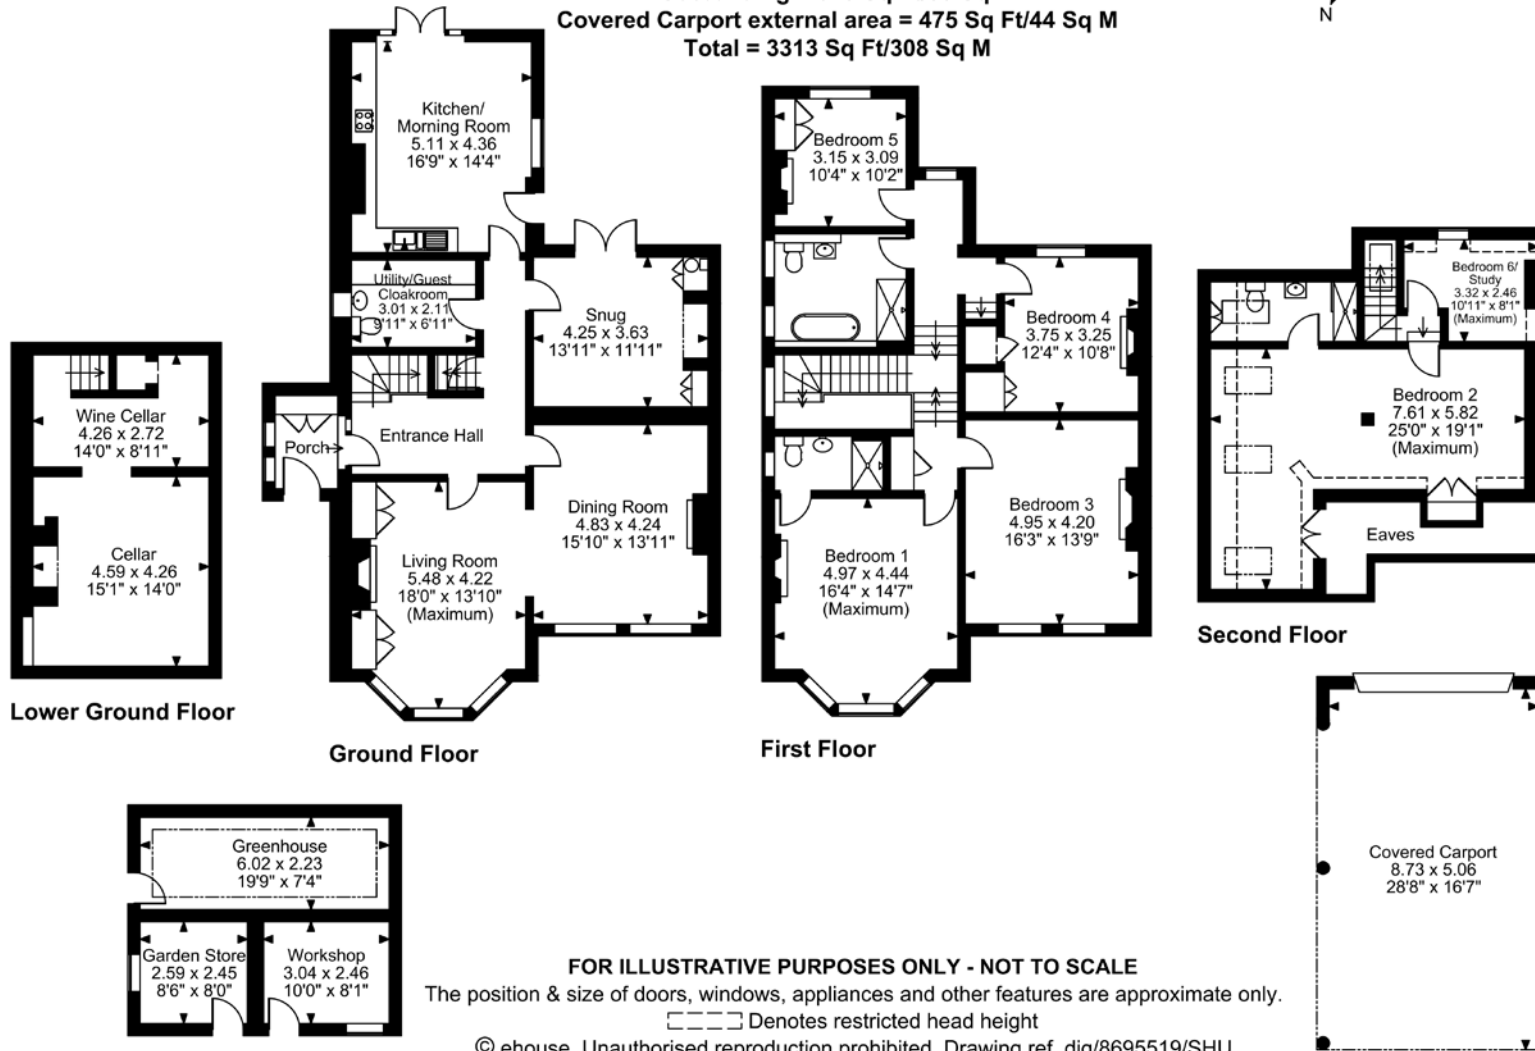 Covered Carport external area = 475 Sq Ft/44 Sq M
Total = 3313 Sq Ft/308 Sq M
N
Kitchen/
Morning Room
5.11 x 4.36
16'9" x 14'4"
Utility/Guest
Cloakroom
3.01 x 2.11
9'11" x 6'11"
Snug
4.25 x 3.63
13'11" x 11'11"
Porch
Entrance Hall
Dining Room
4.83 x 4.24
15'10" x 13'11"
Living Room
5.48 x 4.22
18'0" x 13'10"
(Maximum)
Ground Floor
Wine Cellar
4.26 x 2.72
14'0" x 8'11"
Cellar
4.59 x 4.26
15'1" x 14'0"
Lower Ground Floor
Bedroom 5
3.15 x 3.09
10'4" x 10'2"
Bedroom 4
3.75 x 3.25
12'4" x 10'8"
Bedroom 3
4.95 x 4.20
16'3" x 13'9"
Bedroom 1
4.97 x 4.44
16'4" x 14'7"
(Maximum)
First Floor
Bedroom 6/
Study
3.32 x 2.46
10'11" x 8'1"
(Maximum)
Bedroom 2
7.61 x 5.82
25'0" x 19'1"
(Maximum)
Eaves
Second Floor
Greenhouse
6.02 x 2.23
19'9" x 7'4"
Garden Store
2.59 x 2.45
8'6" x 8'0"
Workshop
3.04 x 2.46
10'0" x 8'1"
Covered Carport
8.73 x 5.06
28'8" x 16'7"
FOR ILLUSTRATIVE PURPOSES ONLY - NOT TO SCALE
The position & size of doors, windows, appliances and other features are approximate only.
Denotes restricted head height
© ehouse. Unauthorised reproduction prohibited. Drawing ref. dig/8695519/SHU